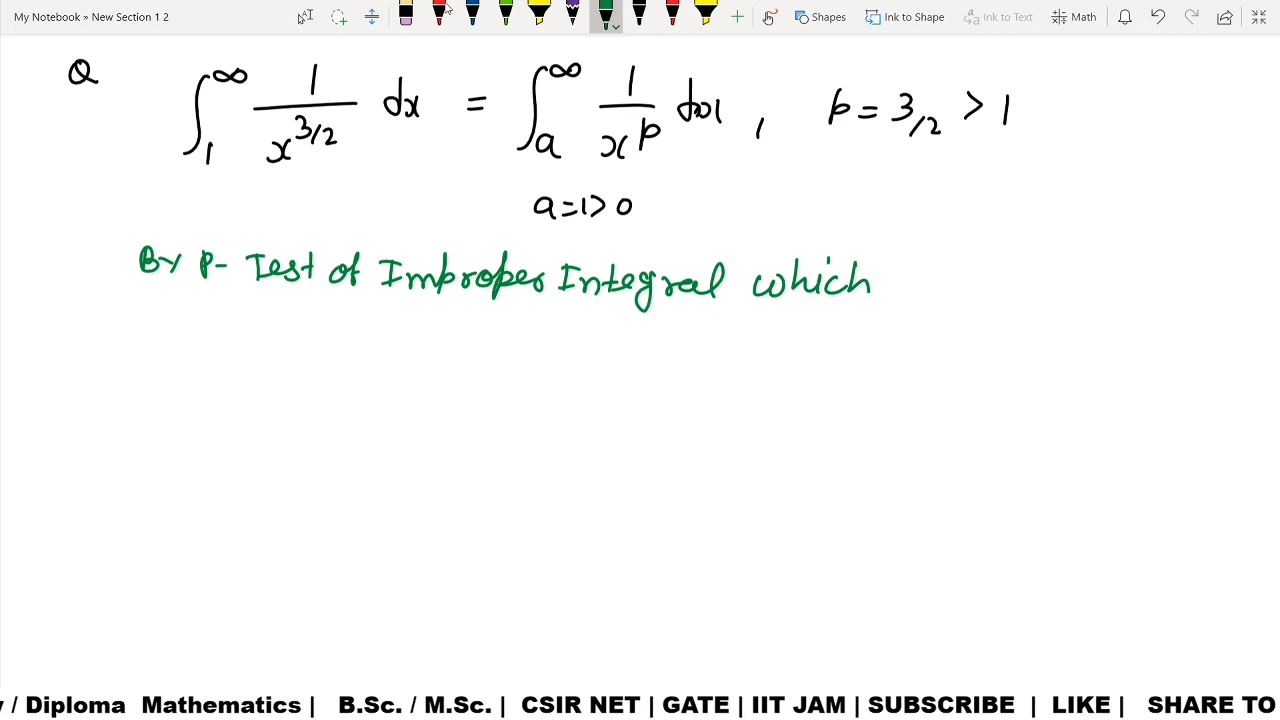 My Notebook » New Section 1 2 Shapes Ink to Shape Ink to Text Math
Q ∫₁^∞ 1/x^{3/2} dx = ∫ₐ^∞ 1/x^p dx, p = 3/2 > 1
a=1>0
By P- Test of Improper Integral which
/ Diploma Mathematics | B.Sc. / M.Sc. | CSIR NET | GATE | IIT JAM | SUBSCRIBE | LIKE | SHARE TO